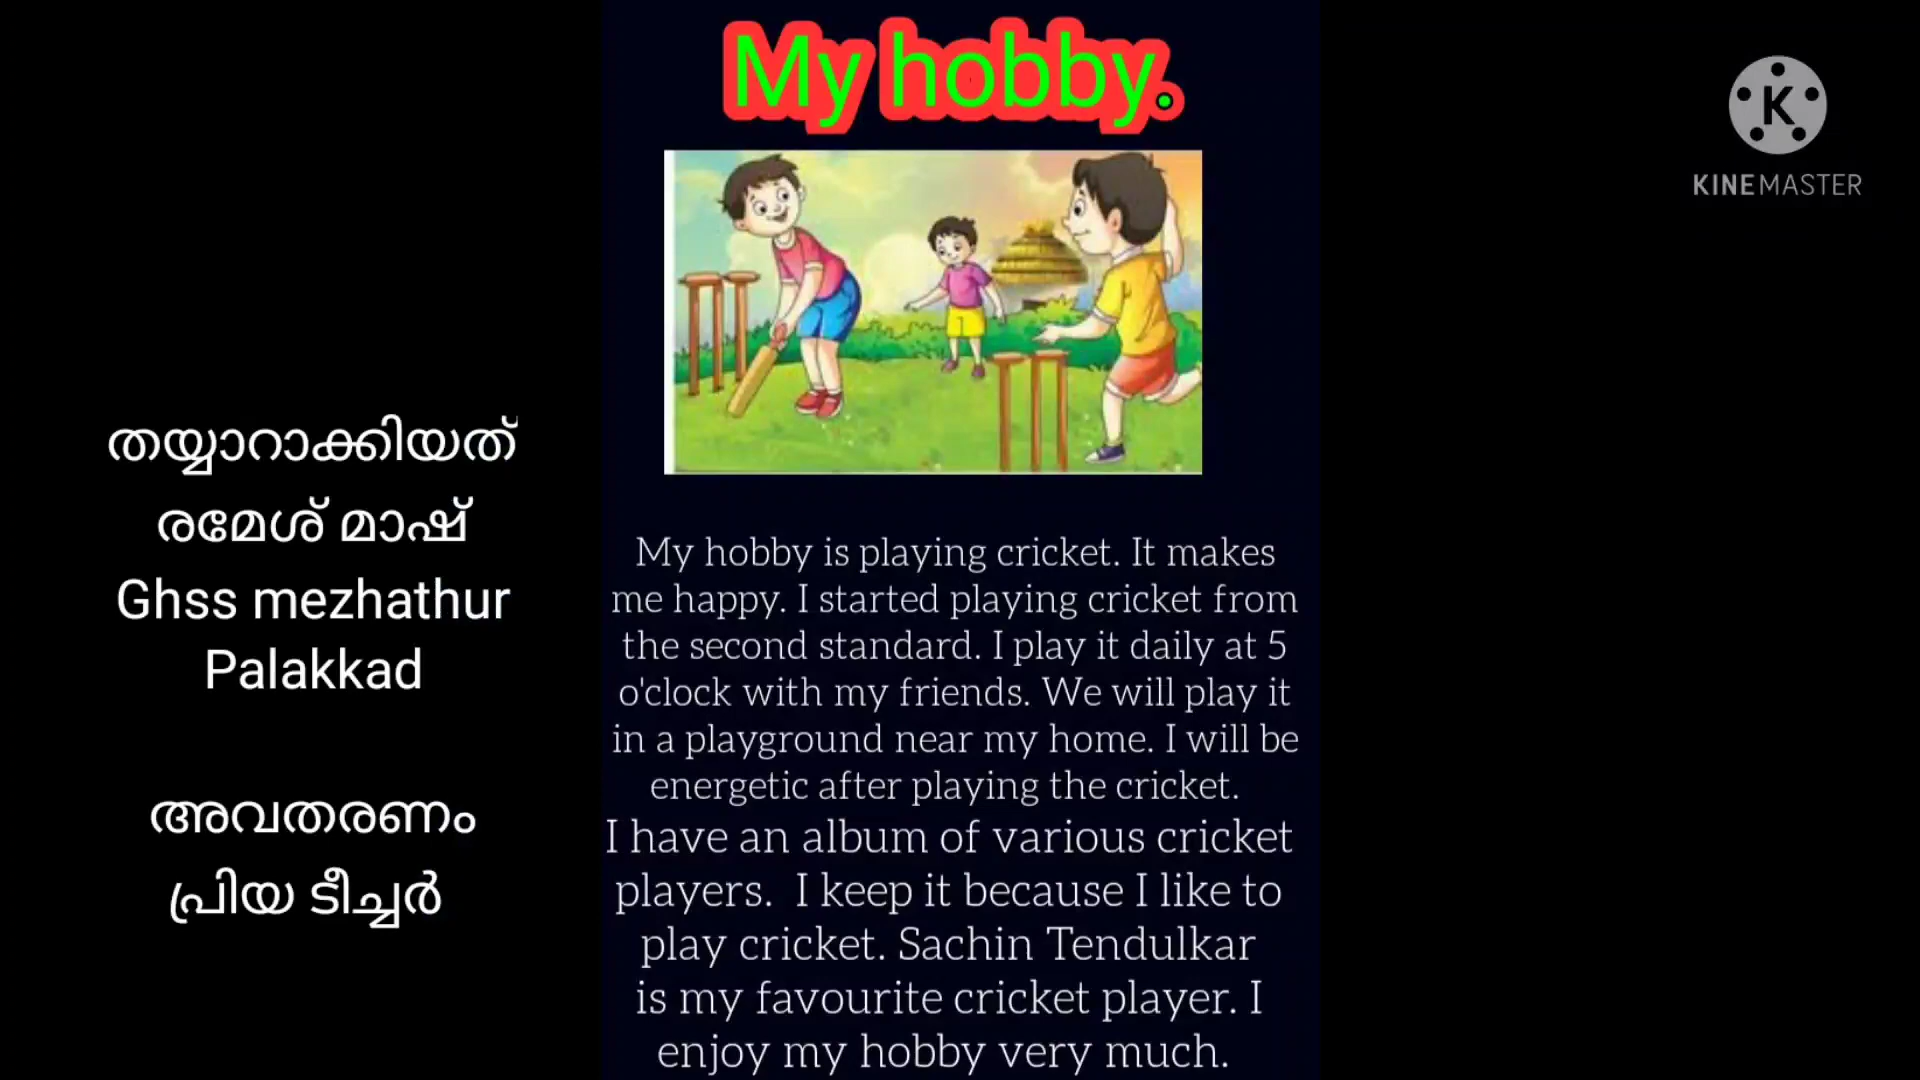 My hobby.
KINEMASTER
തയ്യാറാക്കിയത്
രമേശ് മാഷ്
Ghss mezhathur
Palakkad
അവതരണം
പ്രിയ ടീച്ചർ
My hobby is playing cricket. It makes
me happy. I started playing cricket from
the second standard. I play it daily at 5
o'clock with my friends. We will play it
in a playground near my home. I will be
energetic after playing the cricket.
I have an album of various cricket
players. I keep it because I like to
play cricket. Sachin Tendulkar
is my favourite cricket player. I
enjoy my hobby very much.